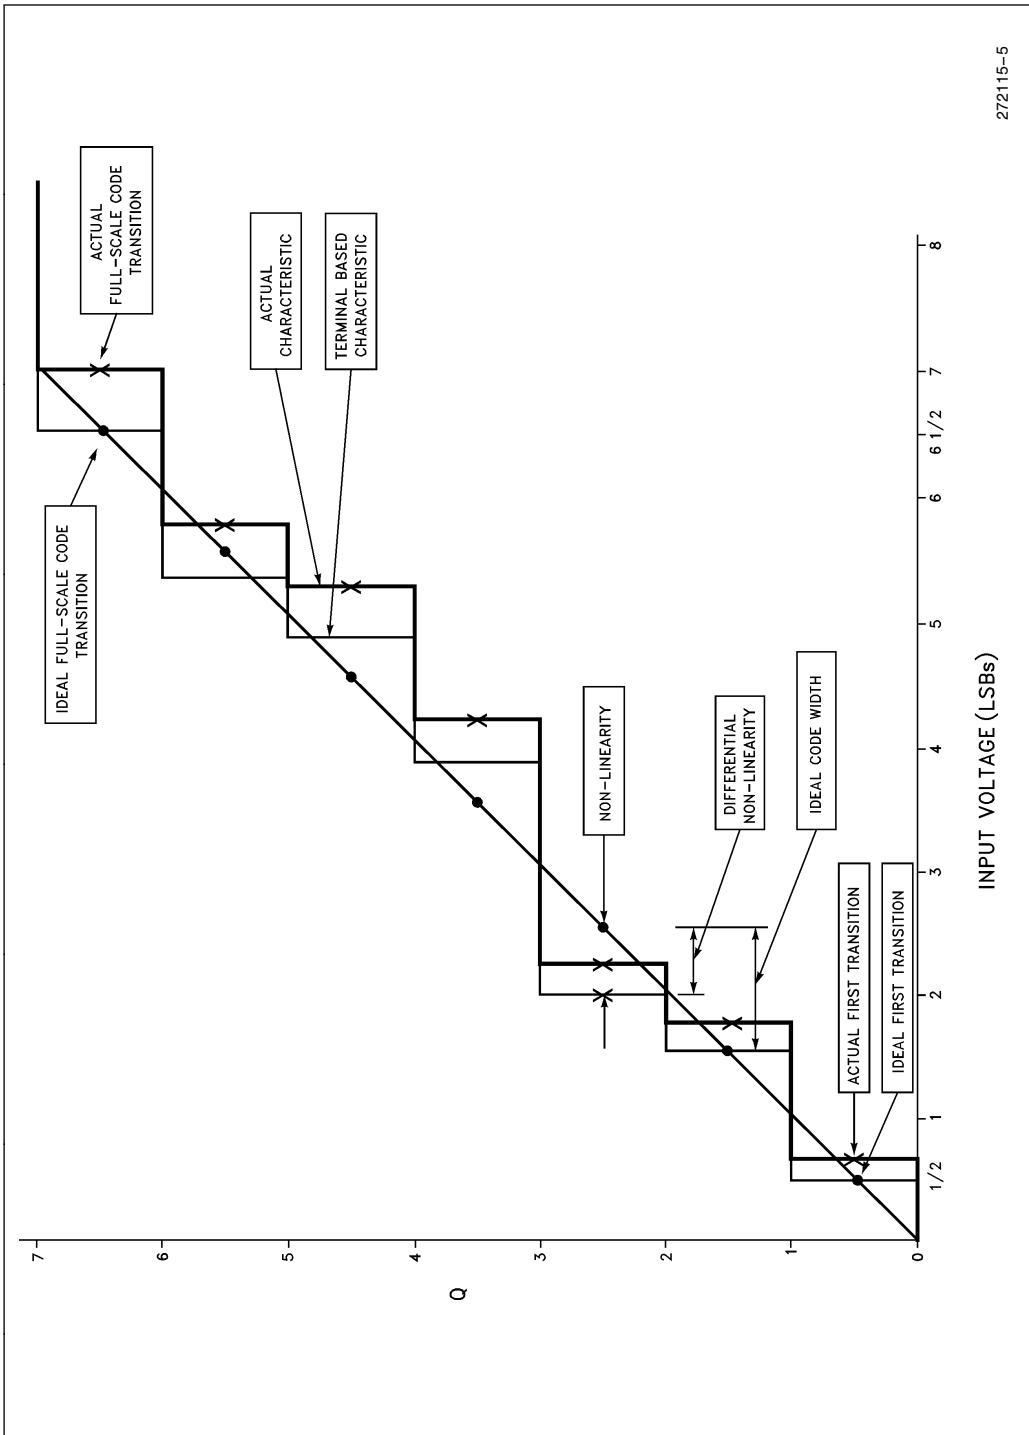 ACTUAL
FULL-SCALE CODE
TRANSITION
IDEAL FULL-SCALE CODE
TRANSITION
ACTUAL
CHARACTERISTIC
TERMINAL BASED
CHARACTERISTIC
NON-LINEARITY
DIFFERENTIAL
NON-LINEARITY
IDEAL CODE WIDTH
ACTUAL FIRST TRANSITION
IDEAL FIRST TRANSITION
Q
7
6
5
4
3
2
1
0
1/2
1
2
3
4
5
6
6 1/2
7
8
INPUT VOLTAGE (LSBs)
272115-5